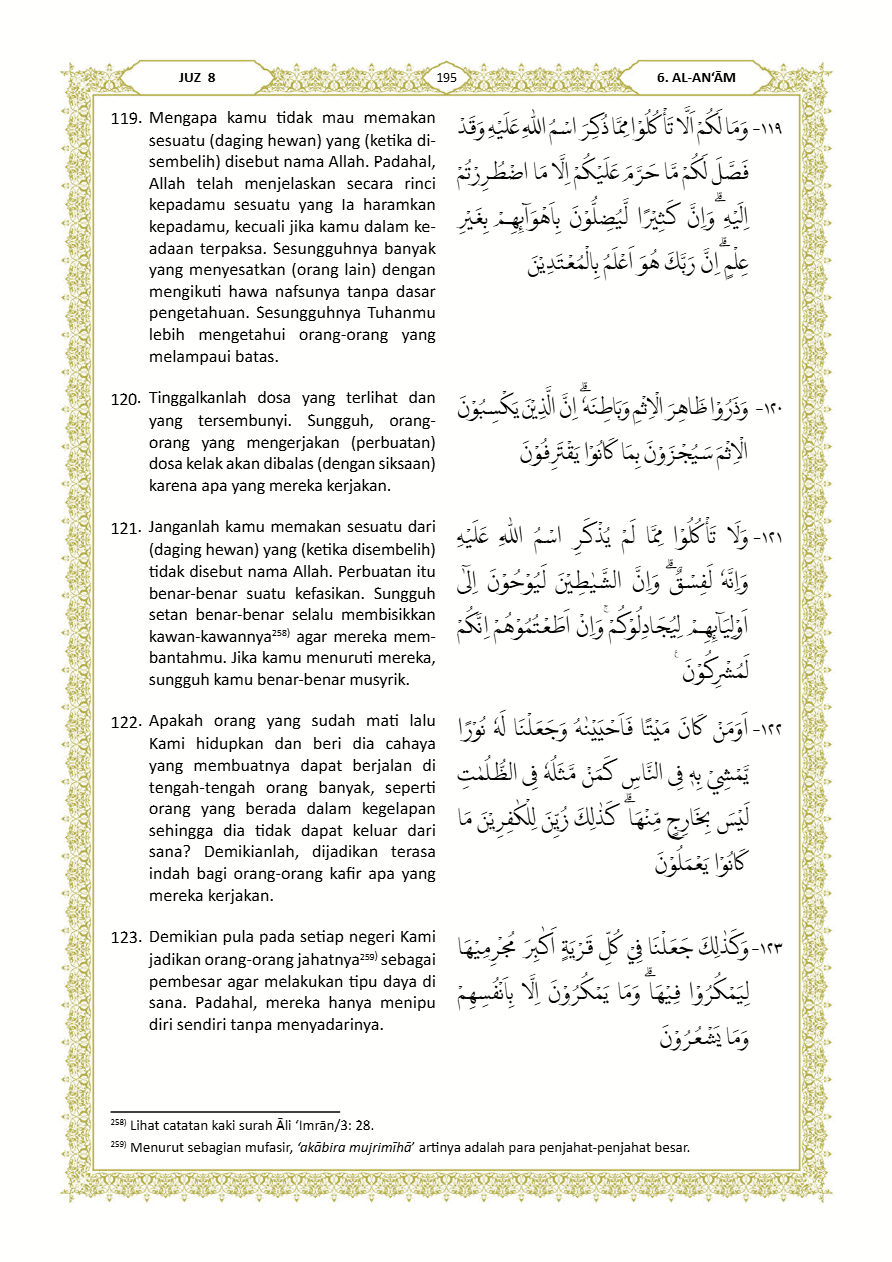 JUZ 8
195
6. AL-AN‘ĀM
119. Mengapa kamu tidak mau memakan
sesuatu (daging hewan) yang (ketika di-
sembelih) disebut nama Allah. Padahal,
Allah telah menjelaskan secara rinci
kepadamu sesuatu yang Ia haramkan
kepadamu, kecuali jika kamu dalam ke-
adaan terpaksa. Sesungguhnya banyak
yang menyesatkan (orang lain) dengan
mengikuti hawa nafsunya tanpa dasar
pengetahuan. Sesungguhnya Tuhanmu
lebih mengetahui orang-orang yang
melampaui batas.
١١٩- وَمَا لَكُمْ اَلَّا تَأْكُلُوْا مِمَّا ذُكِرَ اسْمُ اللّٰهِ عَلَيْهِ وَقَدْ
فَصَّلَ لَكُمْ مَّا حَرَّمَ عَلَيْكُمْ اِلَّا مَا اضْطُرِرْتُمْ
اِلَيْهِ ۗوَاِنَّ كَثِيْرًا لَّيُضِلُّوْنَ بِاَهْوَاۤىِٕهِمْ بِغَيْرِ
عِلْمٍ ۗاِنَّ رَبَّكَ هُوَ اَعْلَمُ بِالْمُعْتَدِيْنَ
120. Tinggalkanlah dosa yang terlihat dan
yang tersembunyi. Sungguh, orang-
orang yang mengerjakan (perbuatan)
dosa kelak akan dibalas (dengan siksaan)
karena apa yang mereka kerjakan.
١٢٠- وَذَرُوْا ظَاهِرَ الْاِثْمِ وَبَاطِنَهٗ ۗاِنَّ الَّذِيْنَ يَكْسِبُوْنَ
الْاِثْمَ سَيُجْزَوْنَ بِمَا كَانُوْا يَقْتَرِفُوْنَ
121. Janganlah kamu memakan sesuatu dari
(daging hewan) yang (ketika disembelih)
tidak disebut nama Allah. Perbuatan itu
benar-benar suatu kefasikan. Sungguh
setan benar-benar selalu membisikkan
kawan-kawannya²⁵⁸⁾ agar mereka mem-
bantahmu. Jika kamu menuruti mereka,
sungguh kamu benar-benar musyrik.
١٢١- وَلَا تَأْكُلُوْا مِمَّا لَمْ يُذْكَرِ اسْمُ اللّٰهِ عَلَيْهِ
وَاِنَّهٗ لَفِسْقٌۗ وَاِنَّ الشَّيٰطِيْنَ لَيُوْحُوْنَ اِلٰٓى
اَوْلِيَاۤىِٕهِمْ لِيُجَادِلُوْكُمْ ۚوَاِنْ اَطَعْتُمُوْهُمْ اِنَّكُمْ
لَمُشْرِكُوْنَ ࣖ
122. Apakah orang yang sudah mati lalu
Kami hidupkan dan beri dia cahaya
yang membuatnya dapat berjalan di
tengah-tengah orang banyak, seperti
orang yang berada dalam kegelapan
sehingga dia tidak dapat keluar dari
sana? Demikianlah, dijadikan terasa
indah bagi orang-orang kafir apa yang
mereka kerjakan.
١٢٢- اَوَمَنْ كَانَ مَيْتًا فَاَحْيَيْنٰهُ وَجَعَلْنَا لَهٗ نُوْرًا
يَّمْشِيْ بِهٖ فِى النَّاسِ كَمَنْ مَّثَلُهٗ فِى الظُّلُمٰتِ
لَيْسَ بِخَارِجٍ مِّنْهَاۗ كَذٰلِكَ زُيِّنَ لِلْكٰفِرِيْنَ مَا
كَانُوْا يَعْمَلُوْنَ
123. Demikian pula pada setiap negeri Kami
jadikan orang-orang jahatnya²⁵⁹⁾ sebagai
pembesar agar melakukan tipu daya di
sana. Padahal, mereka hanya menipu
diri sendiri tanpa menyadarinya.
١٢٣- وَكَذٰلِكَ جَعَلْنَا فِيْ كُلِّ قَرْيَةٍ اَكٰبِرَ مُجْرِمِيْهَا
لِيَمْكُرُوْا فِيْهَاۗ وَمَا يَمْكُرُوْنَ اِلَّا بِاَنْفُسِهِمْ
وَمَا يَشْعُرُوْنَ
²⁵⁸⁾ Lihat catatan kaki surah Āli ‘Imrān/3: 28.
²⁵⁹⁾ Menurut sebagian mufasir, ‘akābira mujrimīhā’ artinya adalah para penjahat-penjahat besar.